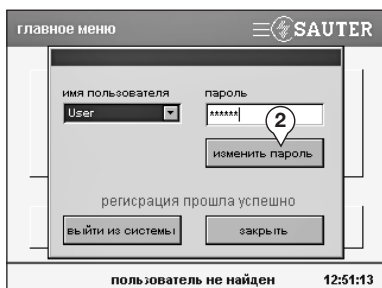 главное меню SAUTER
имя пользователя пароль
User ******
2
изменить пароль
регисрация прошла успешно
выйти из системы закрыть
пользователь не найден 12:51:13